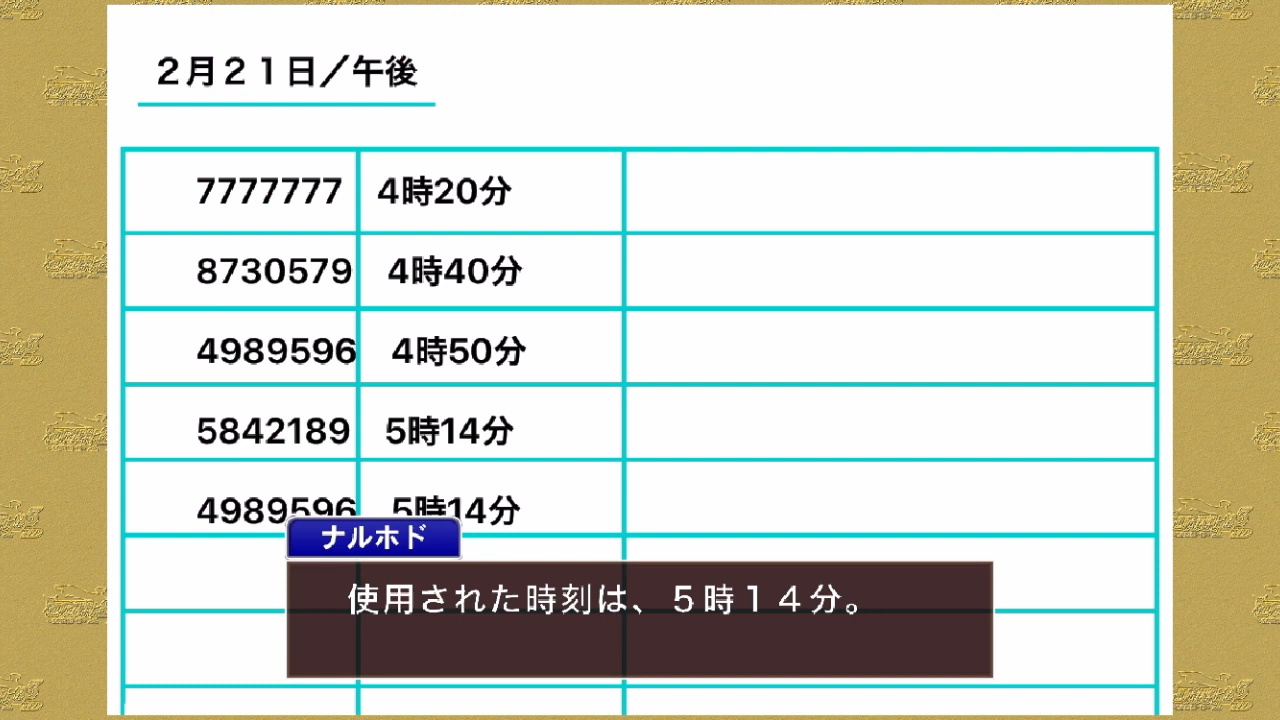 ２月２１日／午後
7777777 4時20分
8730579 4時40分
4989596 4時50分
5842189 5時14分
4989596 5時14分
ナルホド
使用された時刻は、５時１４分。